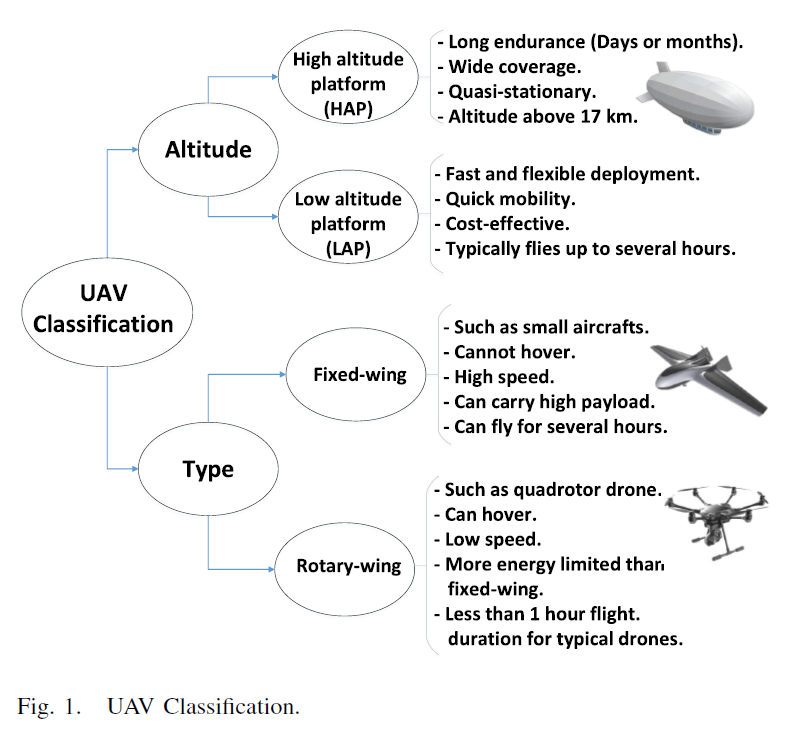 High altitude
platform
(HAP)
- Long endurance (Days or months).
- Wide coverage.
- Quasi-stationary.
- Altitude above 17 km.
Altitude
Low altitude
platform
(LAP)
- Fast and flexible deployment.
- Quick mobility.
- Cost-effective.
- Typically flies up to several hours.
UAV
Classification
Fixed-wing
- Such as small aircrafts.
- Cannot hover.
- High speed.
- Can carry high payload.
- Can fly for several hours.
Type
Rotary-wing
- Such as quadrotor drone.
- Can hover.
- Low speed.
- More energy limited than
fixed-wing.
- Less than 1 hour flight.
duration for typical drones.
Fig. 1. UAV Classification.